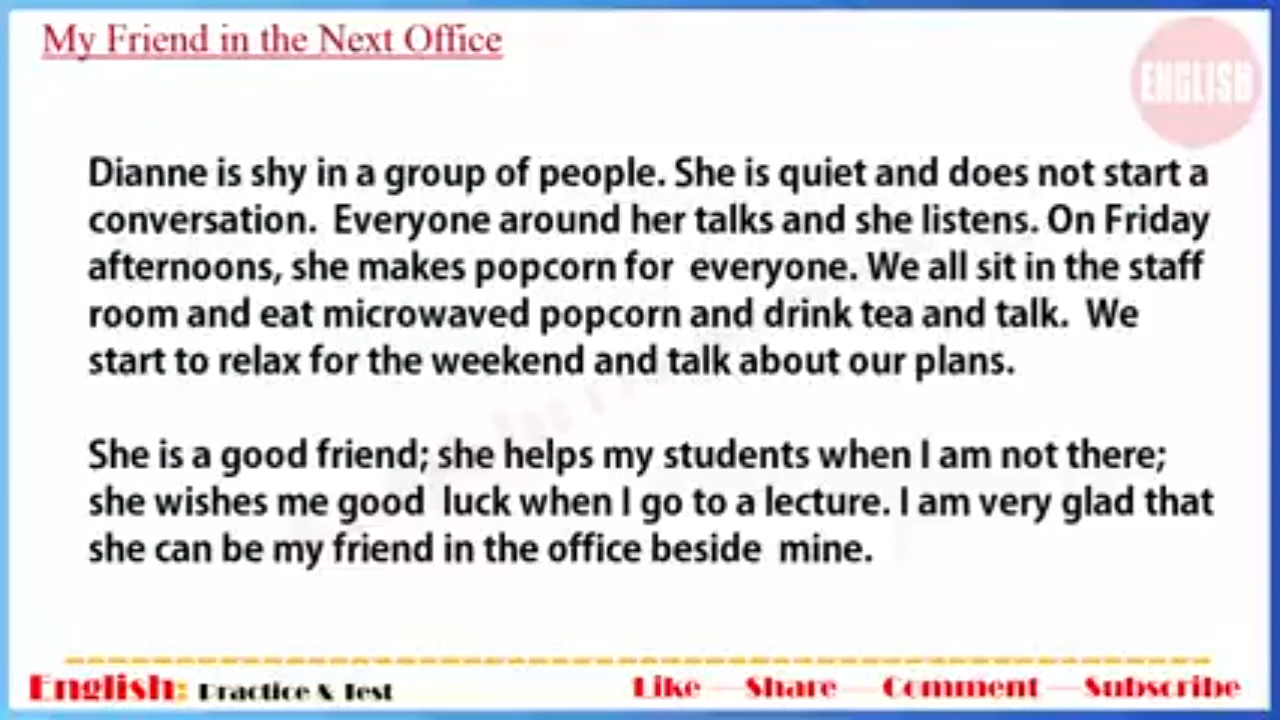 My Friend in the Next Office
ENGLISH
Dianne is shy in a group of people. She is quiet and does not start a
conversation. Everyone around her talks and she listens. On Friday
afternoons, she makes popcorn for everyone. We all sit in the staff
room and eat microwaved popcorn and drink tea and talk. We
start to relax for the weekend and talk about our plans.
She is a good friend; she helps my students when I am not there;
she wishes me good luck when I go to a lecture. I am very glad that
she can be my friend in the office beside mine.
English: Practice & Test
Like — Share — Comment — Subscribe